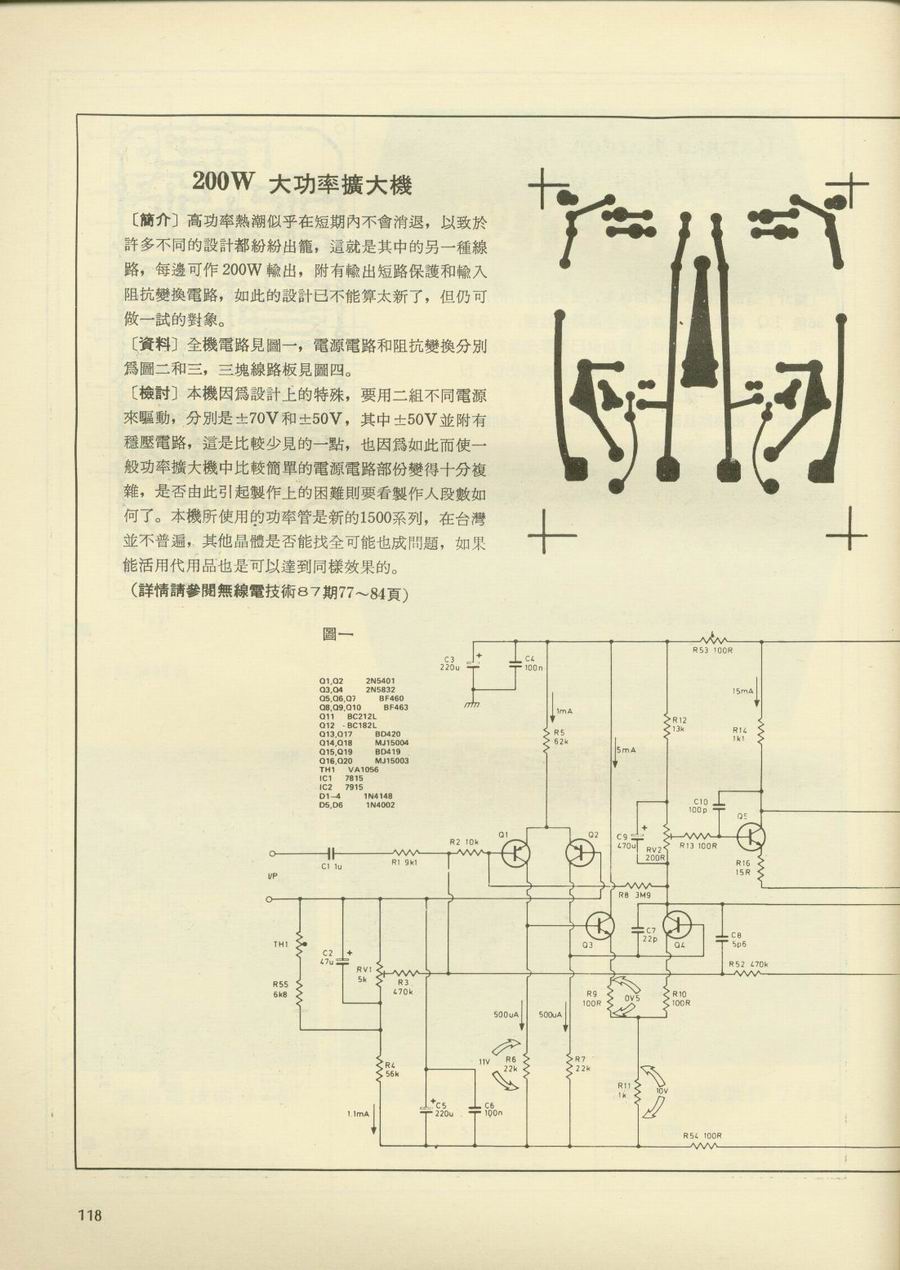 200W 大功率擴大機
〔簡介〕高功率熱潮似乎在短期內不會消退，以致於
許多不同的設計都紛紛出籠，這就是其中的另一種線
路，每邊可作200W輸出，附有輸出短路保護和輸入
阻抗變換電路，如此的設計已不能算太新了，但仍可
做一試的對象。
〔資料〕全機電路見圖一，電源電路和阻抗變換分別
爲圖二和三，三塊線路板見圖四。
〔檢討〕本機因爲設計上的特殊，要用二組不同電源
來驅動，分別是±70V和±50V，其中±50V並附有
穩壓電路，這是比較少見的一點，也因爲如此而使一
般功率擴大機中比較簡單的電源電路部份變得十分複
雜，是否由此引起製作上的困難則要看製作人段數如
何了。本機所使用的功率管是新的1500系列，在台灣
並不普遍，其他晶體是否能找全可能也成問題，如果
能活用代用品也是可以達到同樣效果的。
(詳情請參閱無線電技術87期77～84頁)
圖一
Q1,Q2 2N5401
Q3,Q4 2N5832
Q5,Q6,Q7 BF460
Q8,Q9,Q10 BF463
Q11 BC212L
Q12 -BC182L
Q13,Q17 BD420
Q14,Q18 MJ15004
Q15,Q19 BD419
Q16,Q20 MJ15003
TH1 VA1056
IC1 7815
IC2 7915
D1–4 1N4148
D5,D6 1N4002
C3
220u
+
C4
100n
R53 100R
1mA
R5
62k
5mA
R12
13k
15mA
R14
1k1
C10
100p
Q5
C9
470u
+
RV2
200R
R13 100R
R16
15R
I/P
C1 1u
R1 9k1
R2 10k
Q1
Q2
R8 3M9
TH1
R55
6k8
C2
47u
+
RV1
5k
R3
470k
Q3
C7
22p
Q4
C8
5p6
R52 470k
R9
100R
0V5
R10
100R
500uA
500uA
11V
R6
22k
R7
22k
R4
56k
1.1mA
+
C5
220u
C6
100n
R11
1k
10V
R54 100R
118